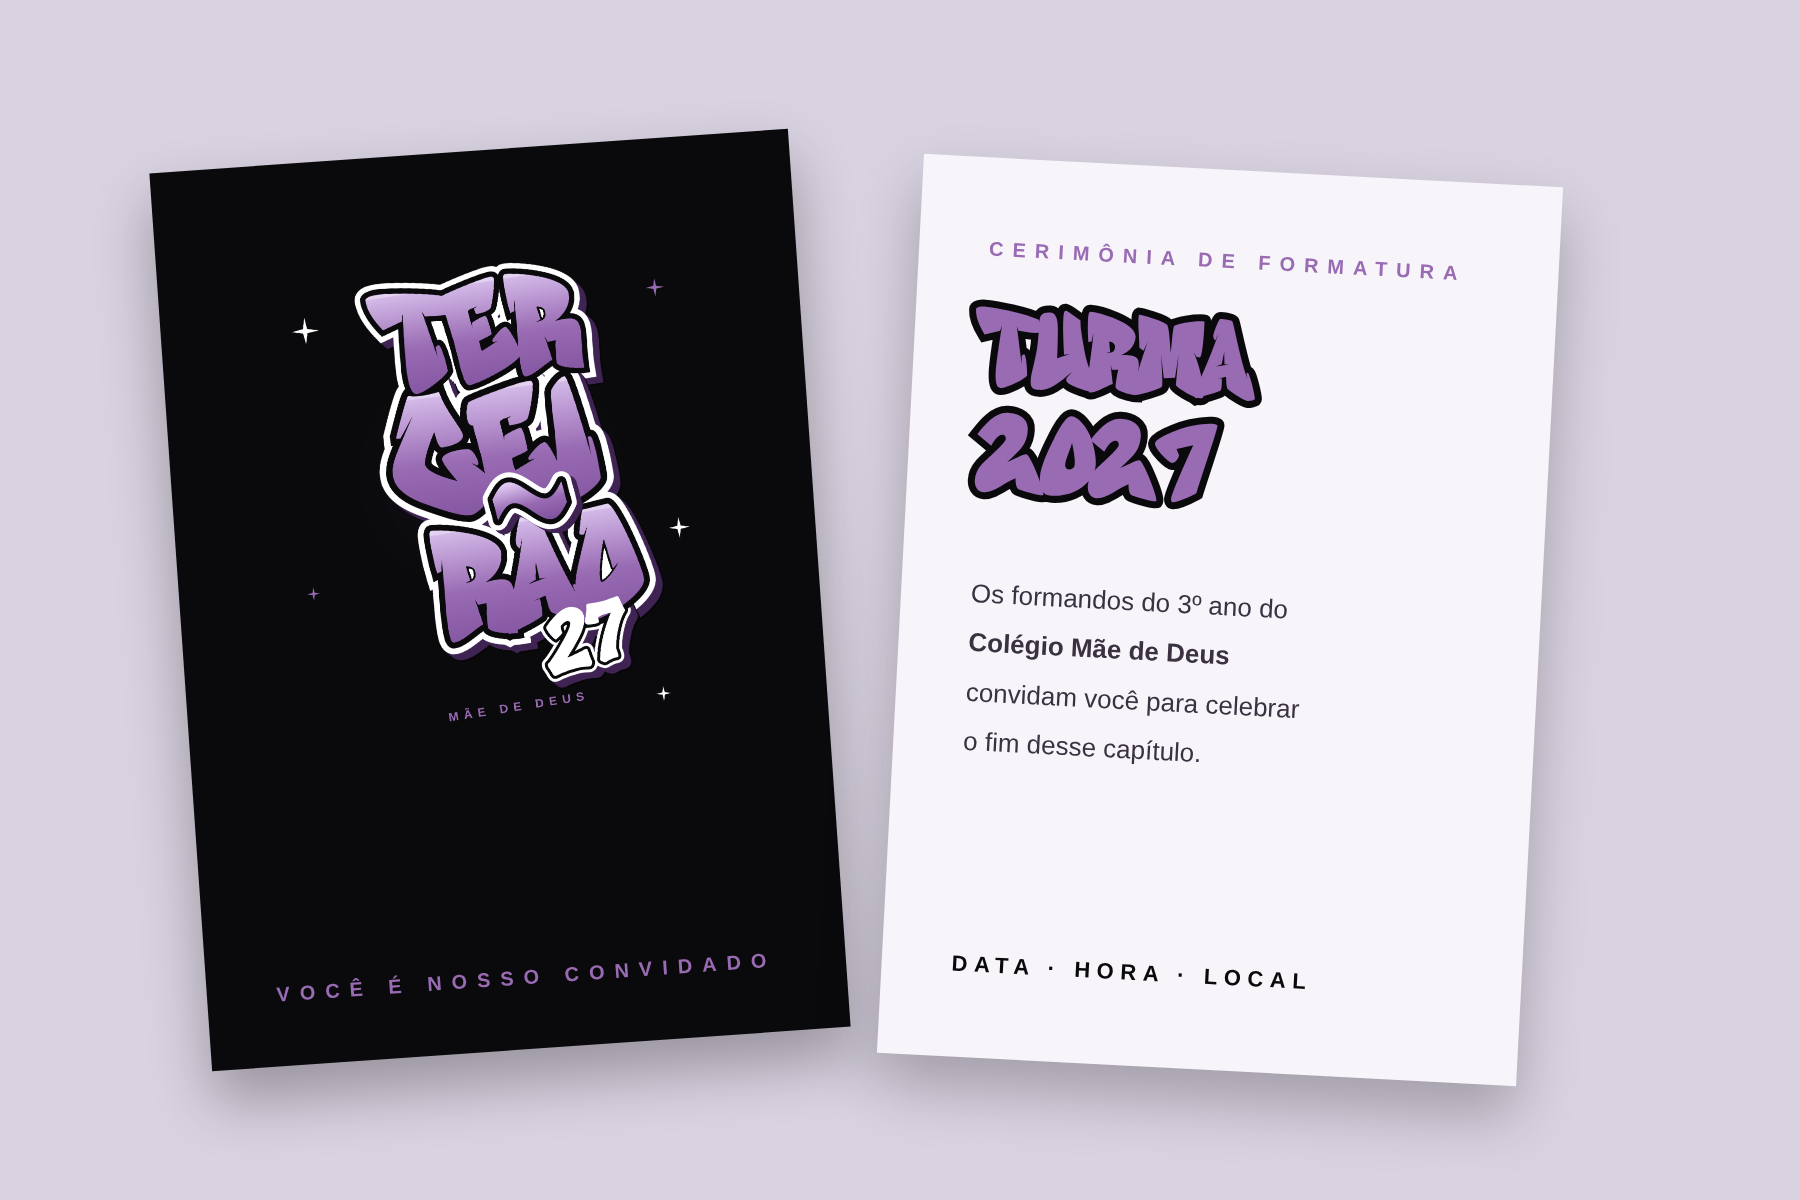 TER
CEI
RÃO
27
MÃE DE DEUS
VOCÊ É NOSSO CONVIDADO
CERIMÔNIA DE FORMATURA
TURMA
2027
Os formandos do 3º ano do
Colégio Mãe de Deus
convidam você para celebrar
o fim desse capítulo.
DATA · HORA · LOCAL